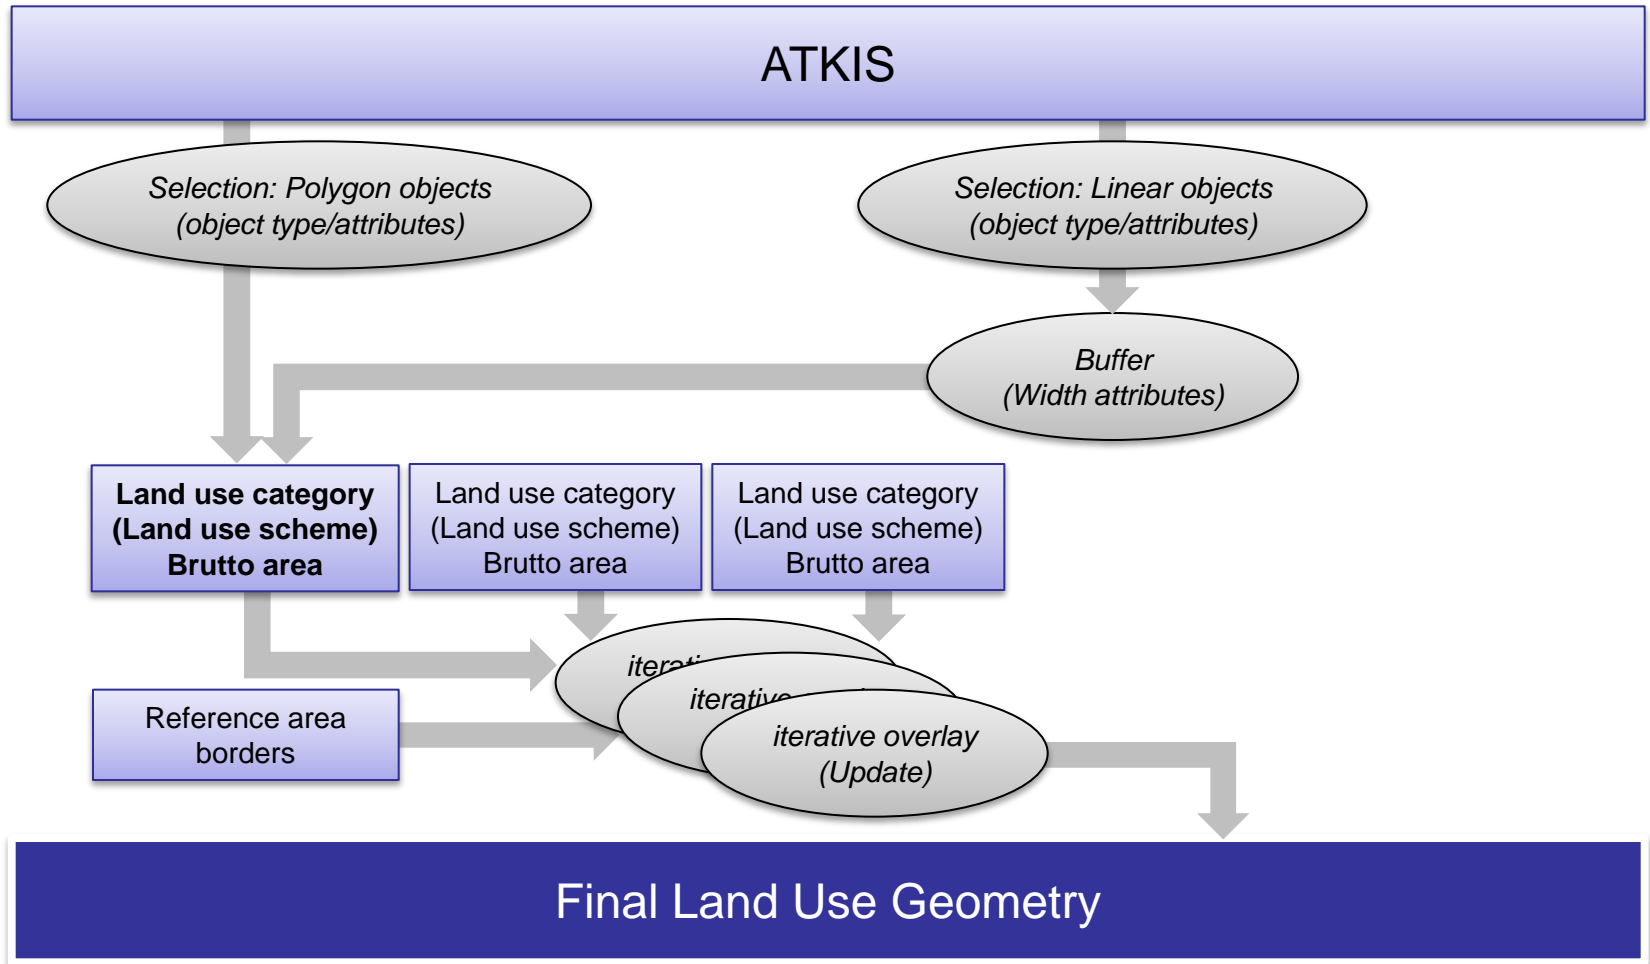 ATKIS
Selection: Polygon objects
(object type/attributes)
Selection: Linear objects
(object type/attributes)
Buffer
(Width attributes)
Land use category
(Land use scheme)
Brutto area
Land use category
(Land use scheme)
Brutto area
Land use category
(Land use scheme)
Brutto area
Reference area
borders
iterative
iterative overlay
(Update)
Final Land Use Geometry